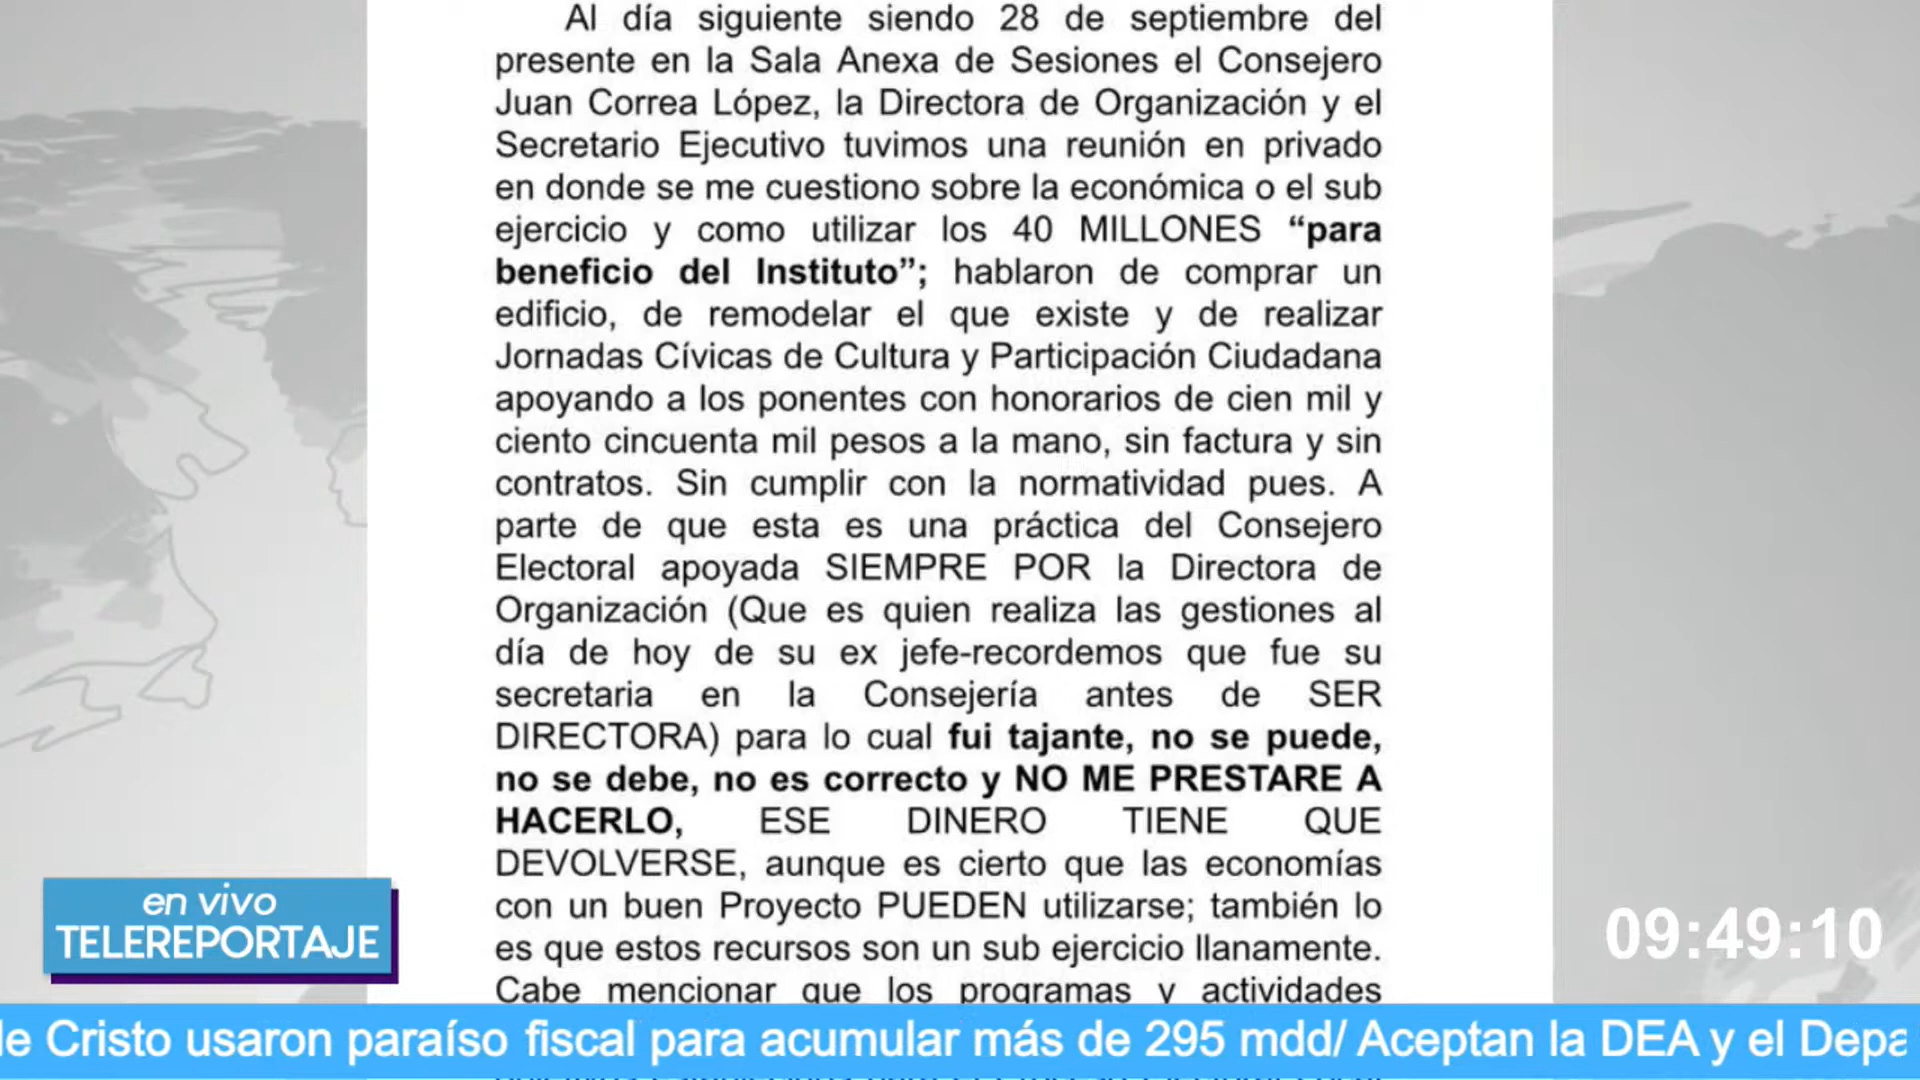 Al día siguiente siendo 28 de septiembre del
presente en la Sala Anexa de Sesiones el Consejero
Juan Correa López, la Directora de Organización y el
Secretario Ejecutivo tuvimos una reunión en privado
en donde se me cuestiono sobre la económica o el sub
ejercicio y como utilizar los 40 MILLONES “para
beneficio del Instituto”; hablaron de comprar un
edificio, de remodelar el que existe y de realizar
Jornadas Cívicas de Cultura y Participación Ciudadana
apoyando a los ponentes con honorarios de cien mil y
ciento cincuenta mil pesos a la mano, sin factura y sin
contratos. Sin cumplir con la normatividad pues. A
parte de que esta es una práctica del Consejero
Electoral apoyada SIEMPRE POR la Directora de
Organización (Que es quien realiza las gestiones al
día de hoy de su ex jefe-recordemos que fue su
secretaria en la Consejería antes de SER
DIRECTORA) para lo cual fui tajante, no se puede,
no se debe, no es correcto y NO ME PRESTARE A
HACERLO, ESE DINERO TIENE QUE
DEVOLVERSE, aunque es cierto que las economías
con un buen Proyecto PUEDEN utilizarse; también lo
es que estos recursos son un sub ejercicio llanamente.
Cabe mencionar que los programas y actividades
en vivo
TELEREPORTAJE
09:49:10
de Cristo usaron paraíso fiscal para acumular más de 295 mdd/ Aceptan la DEA y el Depa